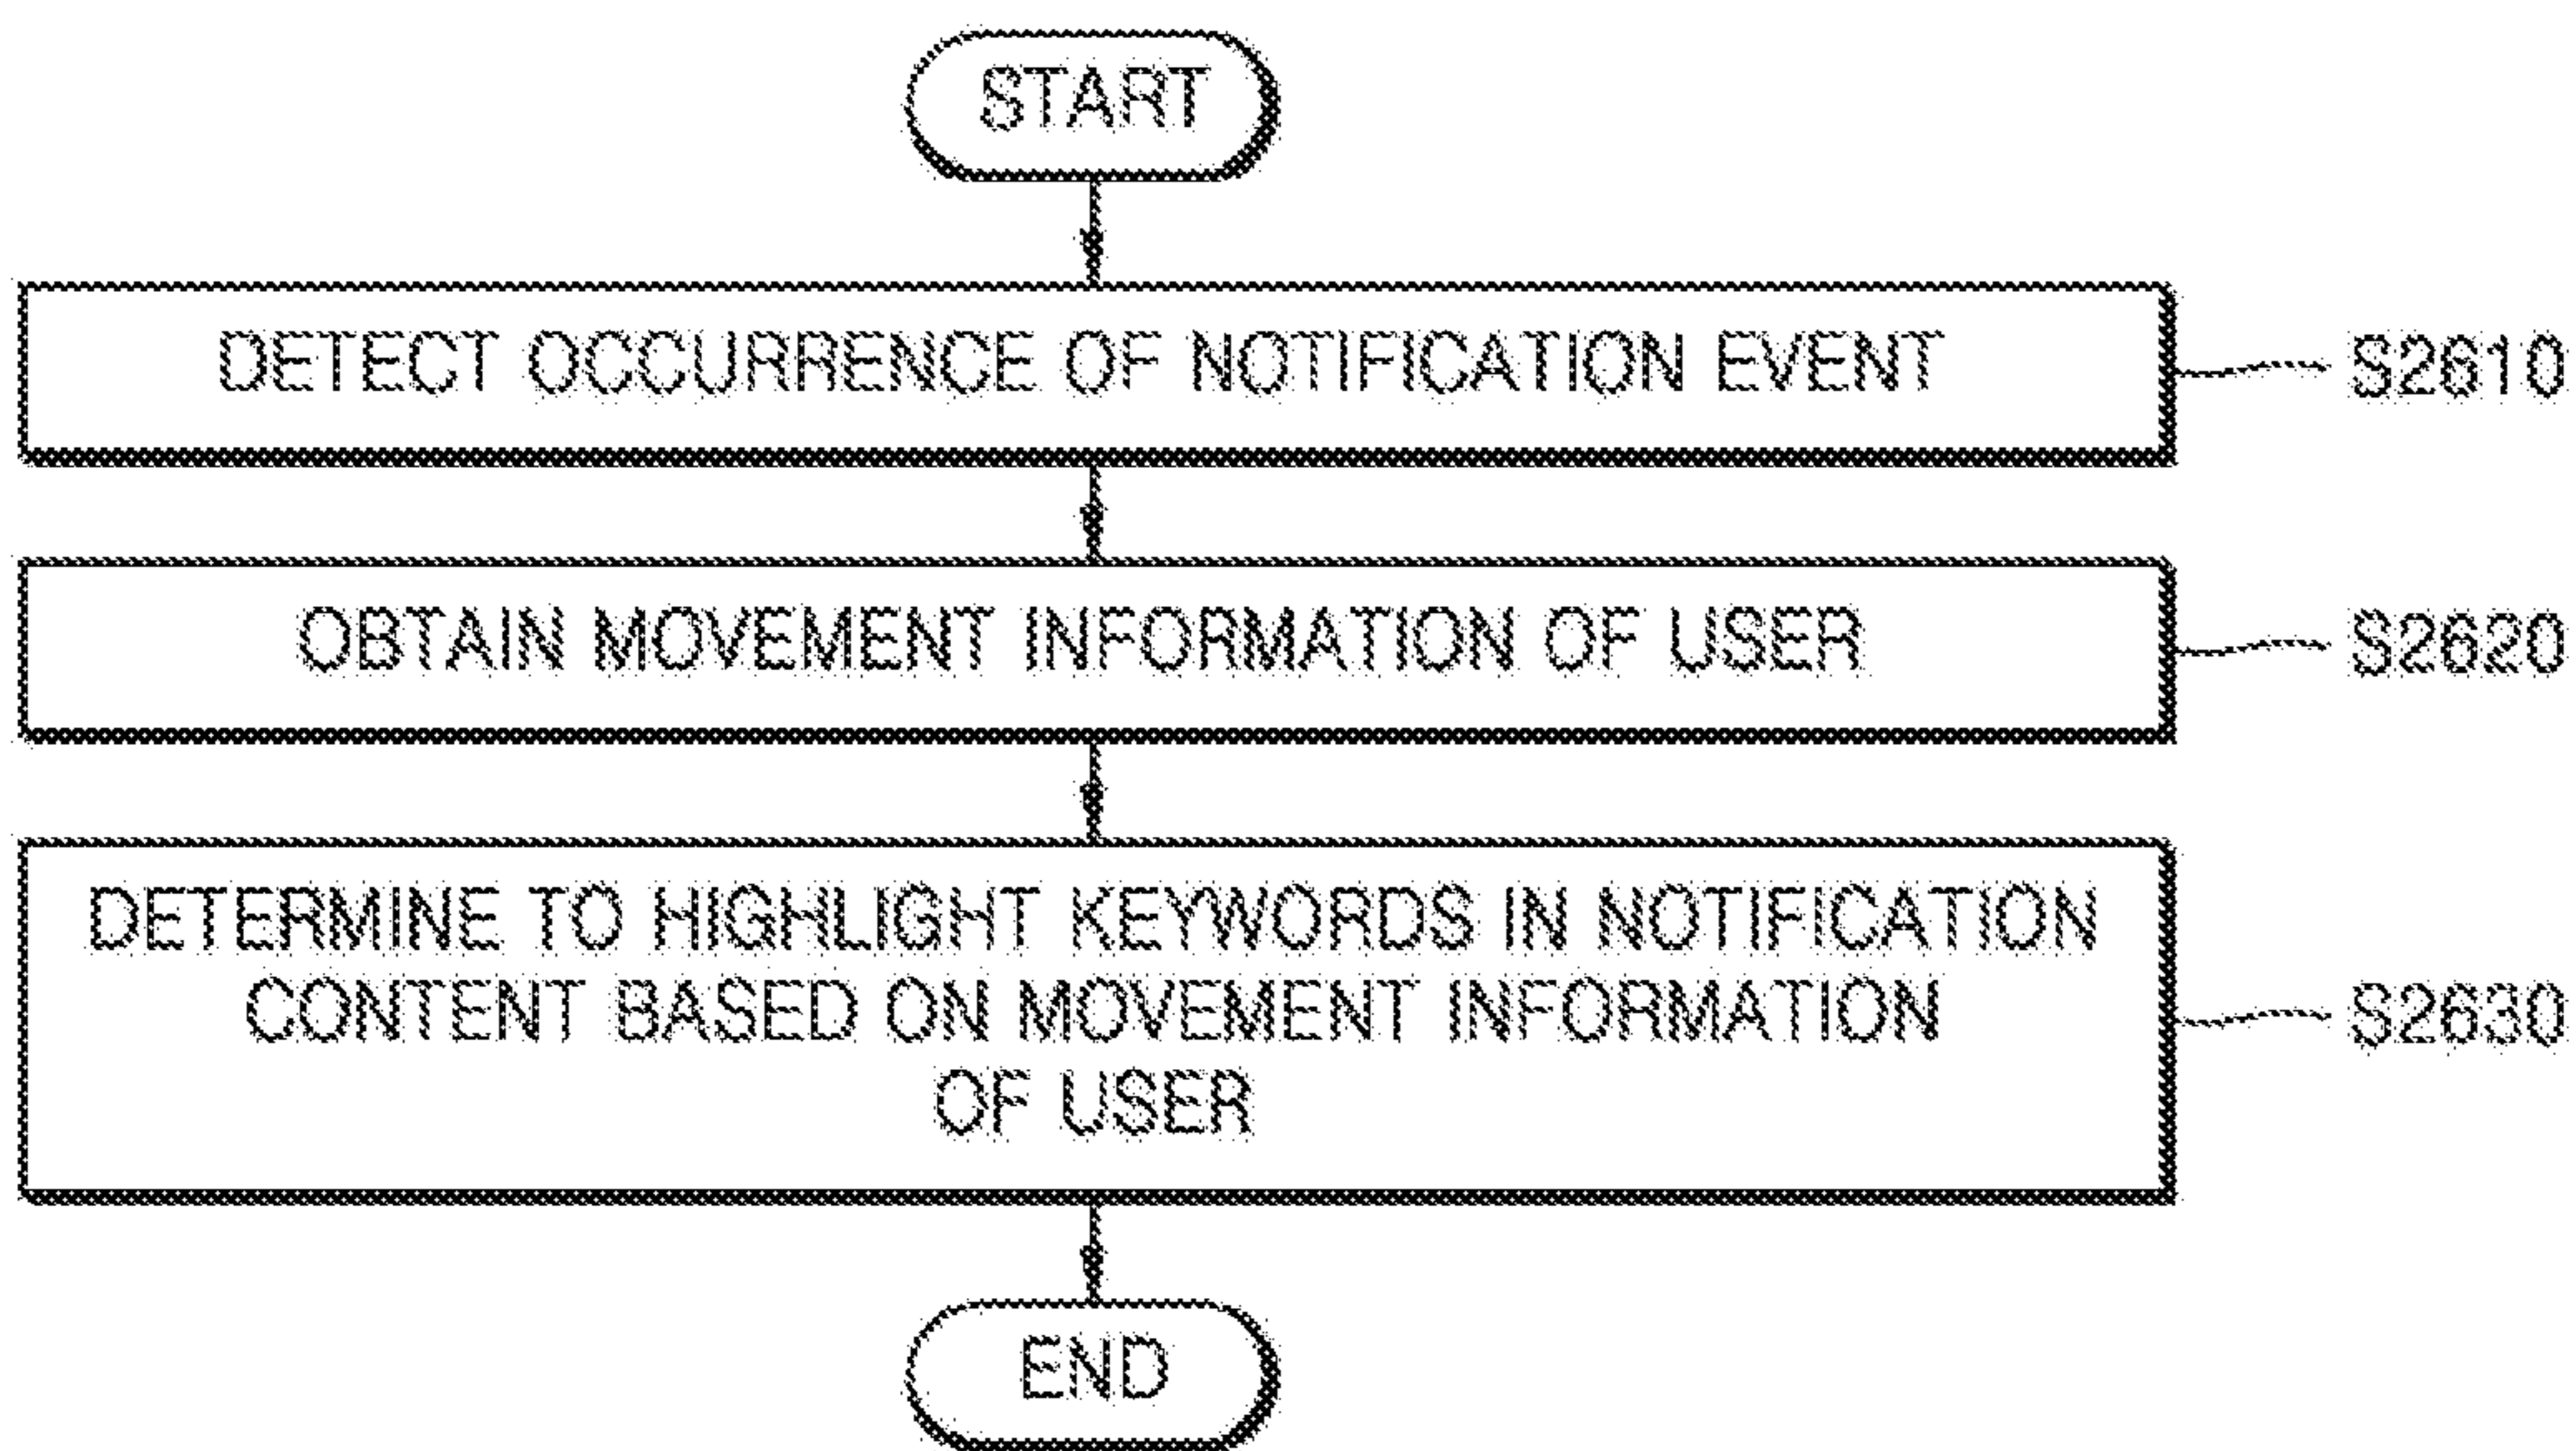 START
DETECT OCCURRENCE OF NOTIFICATION EVENT
S2610
OBTAIN MOVEMENT INFORMATION OF USER
S2620
DETERMINE TO HIGHLIGHT KEYWORDS IN NOTIFICATION
CONTENT BASED ON MOVEMENT INFORMATION
OF USER
S2630
END